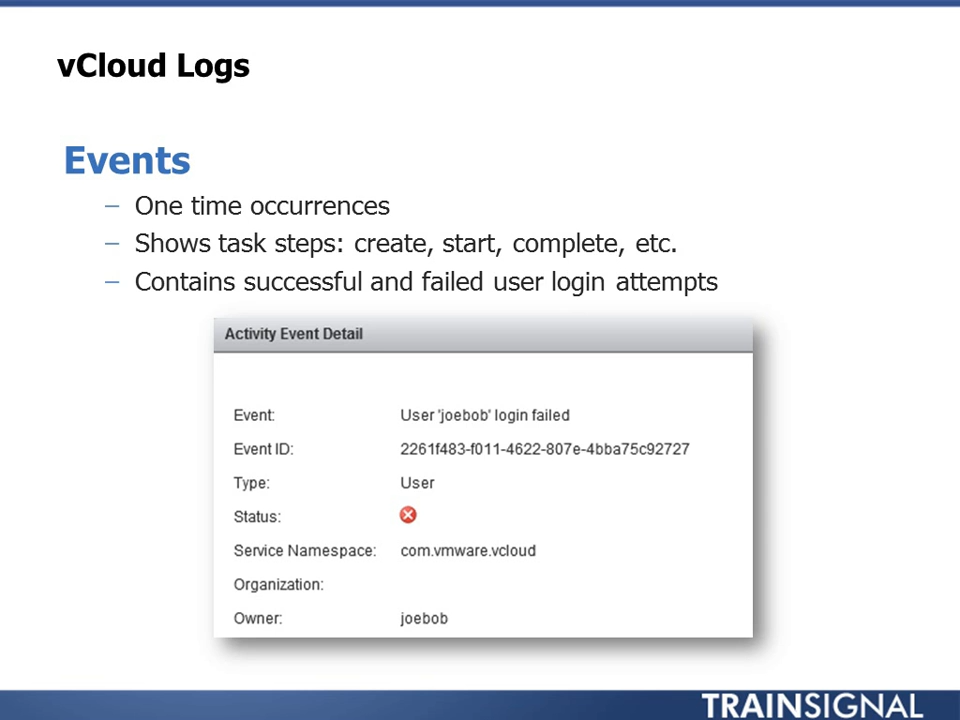 vCloud Logs
Events
– One time occurrences
– Shows task steps: create, start, complete, etc.
– Contains successful and failed user login attempts
Activity Event Detail
Event: User 'joebob' login failed
Event ID: 2261f483-f011-4622-807e-4bba75c92727
Type: User
Status:
Service Namespace: com.vmware.vcloud
Organization:
Owner: joebob
TRAINSIGNAL